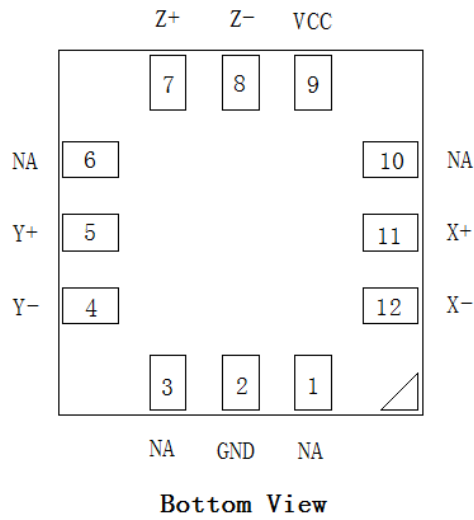 Z+ Z- VCC
7 8 9
NA 6 10 NA
Y+ 5 11 X+
Y- 4 12 X-
3 2 1
NA GND NA
Bottom View